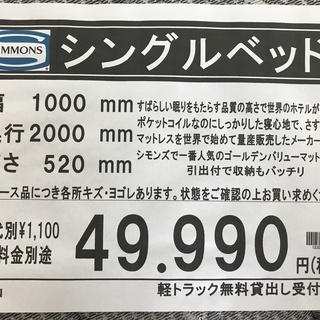 SIMMONS シングルベッド
幅 1000 mm
奥行2000 mm
高さ 520 mm
すばらしい眠りをもたらす品質の高さで世界のホテルが
ポケットコイルなのにしっかりした寝心地で、さす
マットレスを世界で始めて量産販売したメーカー
シモンズで一番人気のゴールデンバリューマット
引出付で収納もバッチリ
ース品につき各所キズ・ヨゴレあります。状態をご確認の上お買い求めくだ
別¥1,100
料金別途
49.990円(税
軽トラック無料貸出し受付